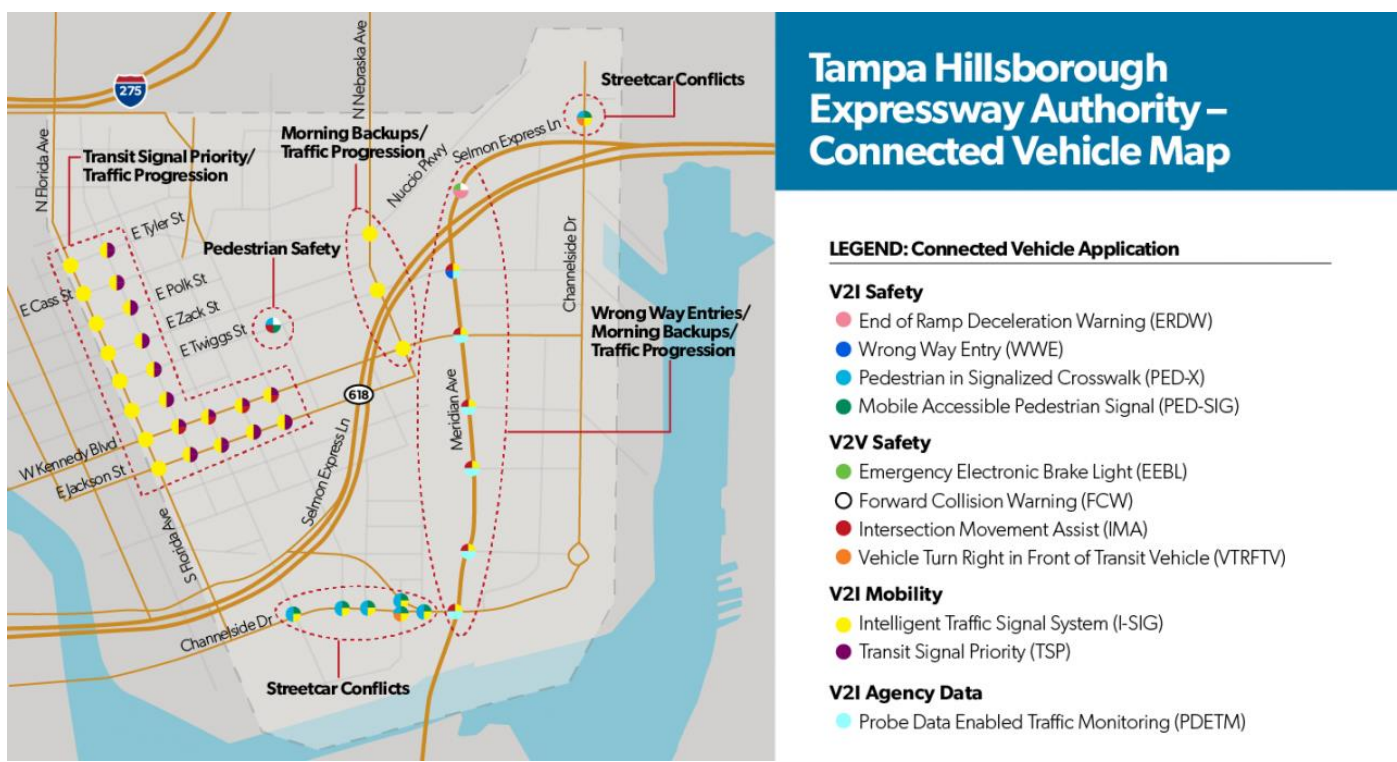 Tampa Hillsborough
Expressway Authority –
Connected Vehicle Map
LEGEND: Connected Vehicle Application
V2I Safety
End of Ramp Deceleration Warning (ERDW)
Wrong Way Entry (WWE)
Pedestrian in Signalized Crosswalk (PED-X)
Mobile Accessible Pedestrian Signal (PED-SIG)
V2V Safety
Emergency Electronic Brake Light (EEBL)
Forward Collision Warning (FCW)
Intersection Movement Assist (IMA)
Vehicle Turn Right in Front of Transit Vehicle (VTRFTV)
V2I Mobility
Intelligent Traffic Signal System (I-SIG)
Transit Signal Priority (TSP)
V2I Agency Data
Probe Data Enabled Traffic Monitoring (PDETM)
275
N Florida Ave
N Nebraska Ave
Streetcar Conflicts
Morning Backups/
Traffic Progression
Transit Signal Priority/
Traffic Progression
Nuccio Pkwy
Selmon Express Ln
E Tyler St
Pedestrian Safety
E Cass St
E Polk St
E Zack St
E Twiggs St
Channelside Dr
Wrong Way Entries/
Morning Backups/
Traffic Progression
618
Meridian Ave
W Kennedy Blvd
E Jackson St
Selmon Express Ln
S Florida Ave
Channelside Dr
Streetcar Conflicts